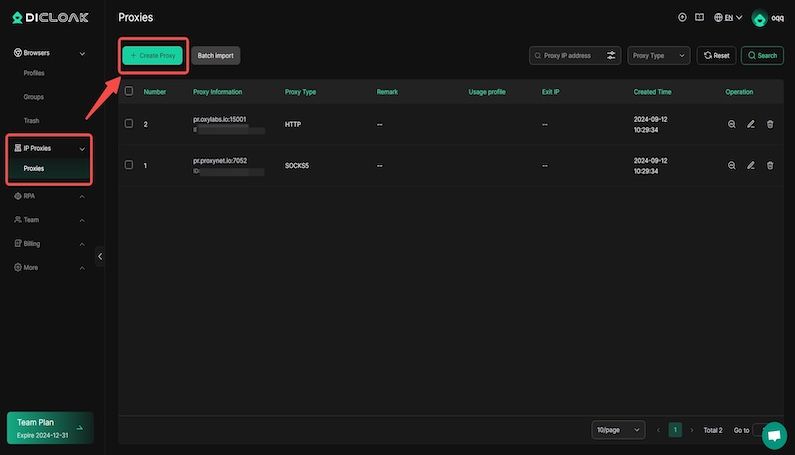 DICLOAK
Proxies
EN
oqq
Browsers
Profiles
Groups
Trash
IP Proxies
Proxies
RPA
Team
Billing
More
+ Create Proxy
Batch Import
Proxy IP address
Proxy Type
Reset
Search
Number Proxy Information Proxy Type Remark Usage profile Exit IP Created Time Operation
2 pr.oxylabs.io:15001 HTTP -- -- 2024-09-12
10:29:34
1 pr.proxynet.io:7052 SOCKS5 -- -- 2024-09-12
ID: 10:29:34
Team Plan
Expire 2024-12-31
10/page 1 Total 2 Go to